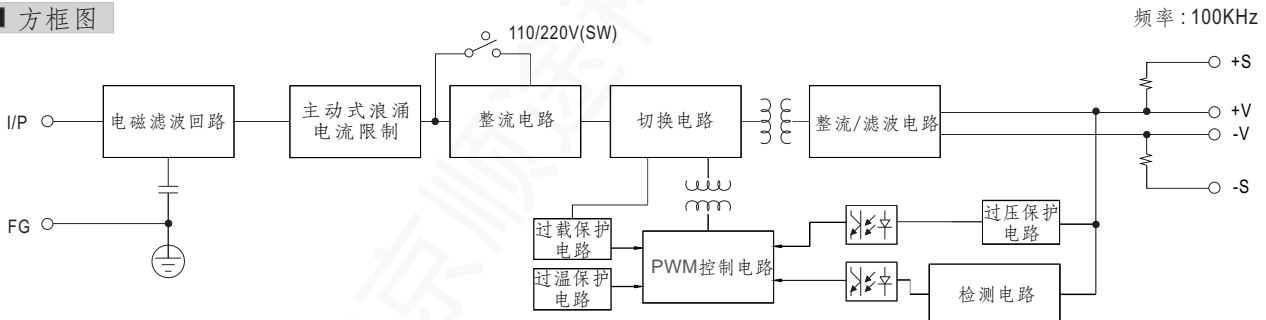 方框图
频率 : 100KHz
110/220V(SW)
+S
I/P
电磁滤波回路
主动式浪涌
电流限制
整流电路
切换电路
整流/滤波电路
+V
-V
-S
FG
过载保护
电路
过温保护
电路
PWM控制电路
过压保护
电路
检测电路